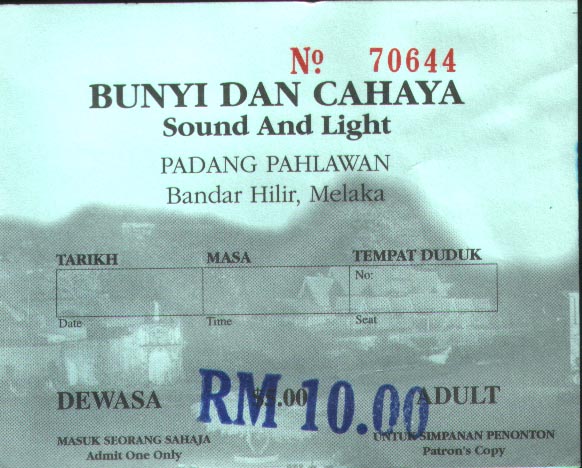 Nº 70644
BUNYI DAN CAHAYA
Sound And Light
PADANG PAHLAWAN
Bandar Hilir, Melaka
TARIKH MASA TEMPAT DUDUK
No:
Date Time Seat
DEWASA RM 10.00 ADULT
MASUK SEORANG SAHAJA UNTUK SIMPANAN PENONTON
Admit One Only Patron's Copy